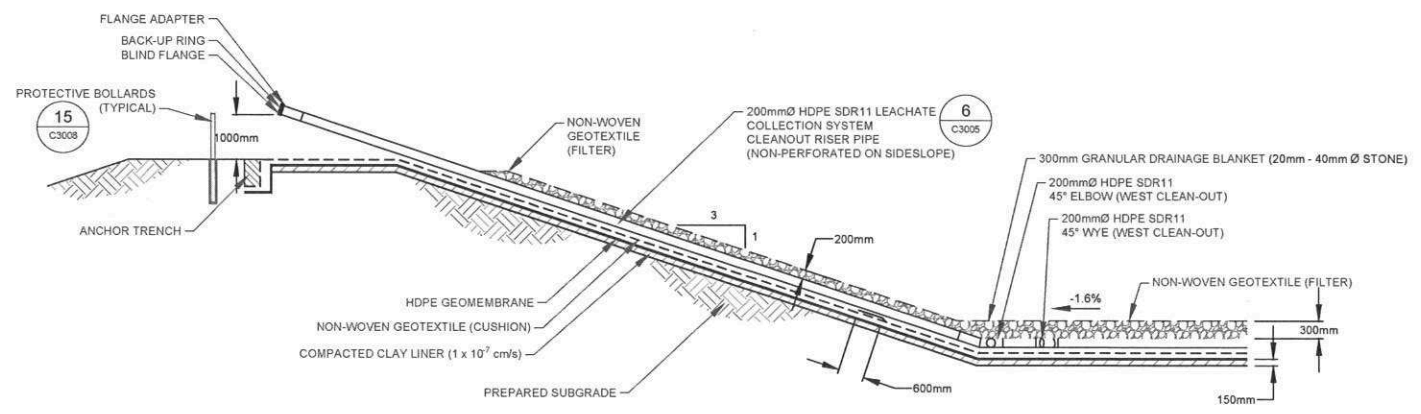 FLANGE ADAPTER
BACK-UP RING
BLIND FLANGE
PROTECTIVE BOLLARDS
(TYPICAL)
15
C3008
1000mm
NON-WOVEN
GEOTEXTILE
(FILTER)
200mmØ HDPE SDR11 LEACHATE
COLLECTION SYSTEM
CLEANOUT RISER PIPE
(NON-PERFORATED ON SIDESLOPE)
6
C3005
300mm GRANULAR DRAINAGE BLANKET (20mm - 40mm Ø STONE)
200mmØ HDPE SDR11
45° ELBOW (WEST CLEAN-OUT)
200mmØ HDPE SDR11
45° WYE (WEST CLEAN-OUT)
ANCHOR TRENCH
3
1
200mm
NON-WOVEN GEOTEXTILE (FILTER)
-1.6%
300mm
HDPE GEOMEMBRANE
NON-WOVEN GEOTEXTILE (CUSHION)
COMPACTED CLAY LINER (1 x 10⁻⁷ cm/s)
PREPARED SUBGRADE
600mm
150mm